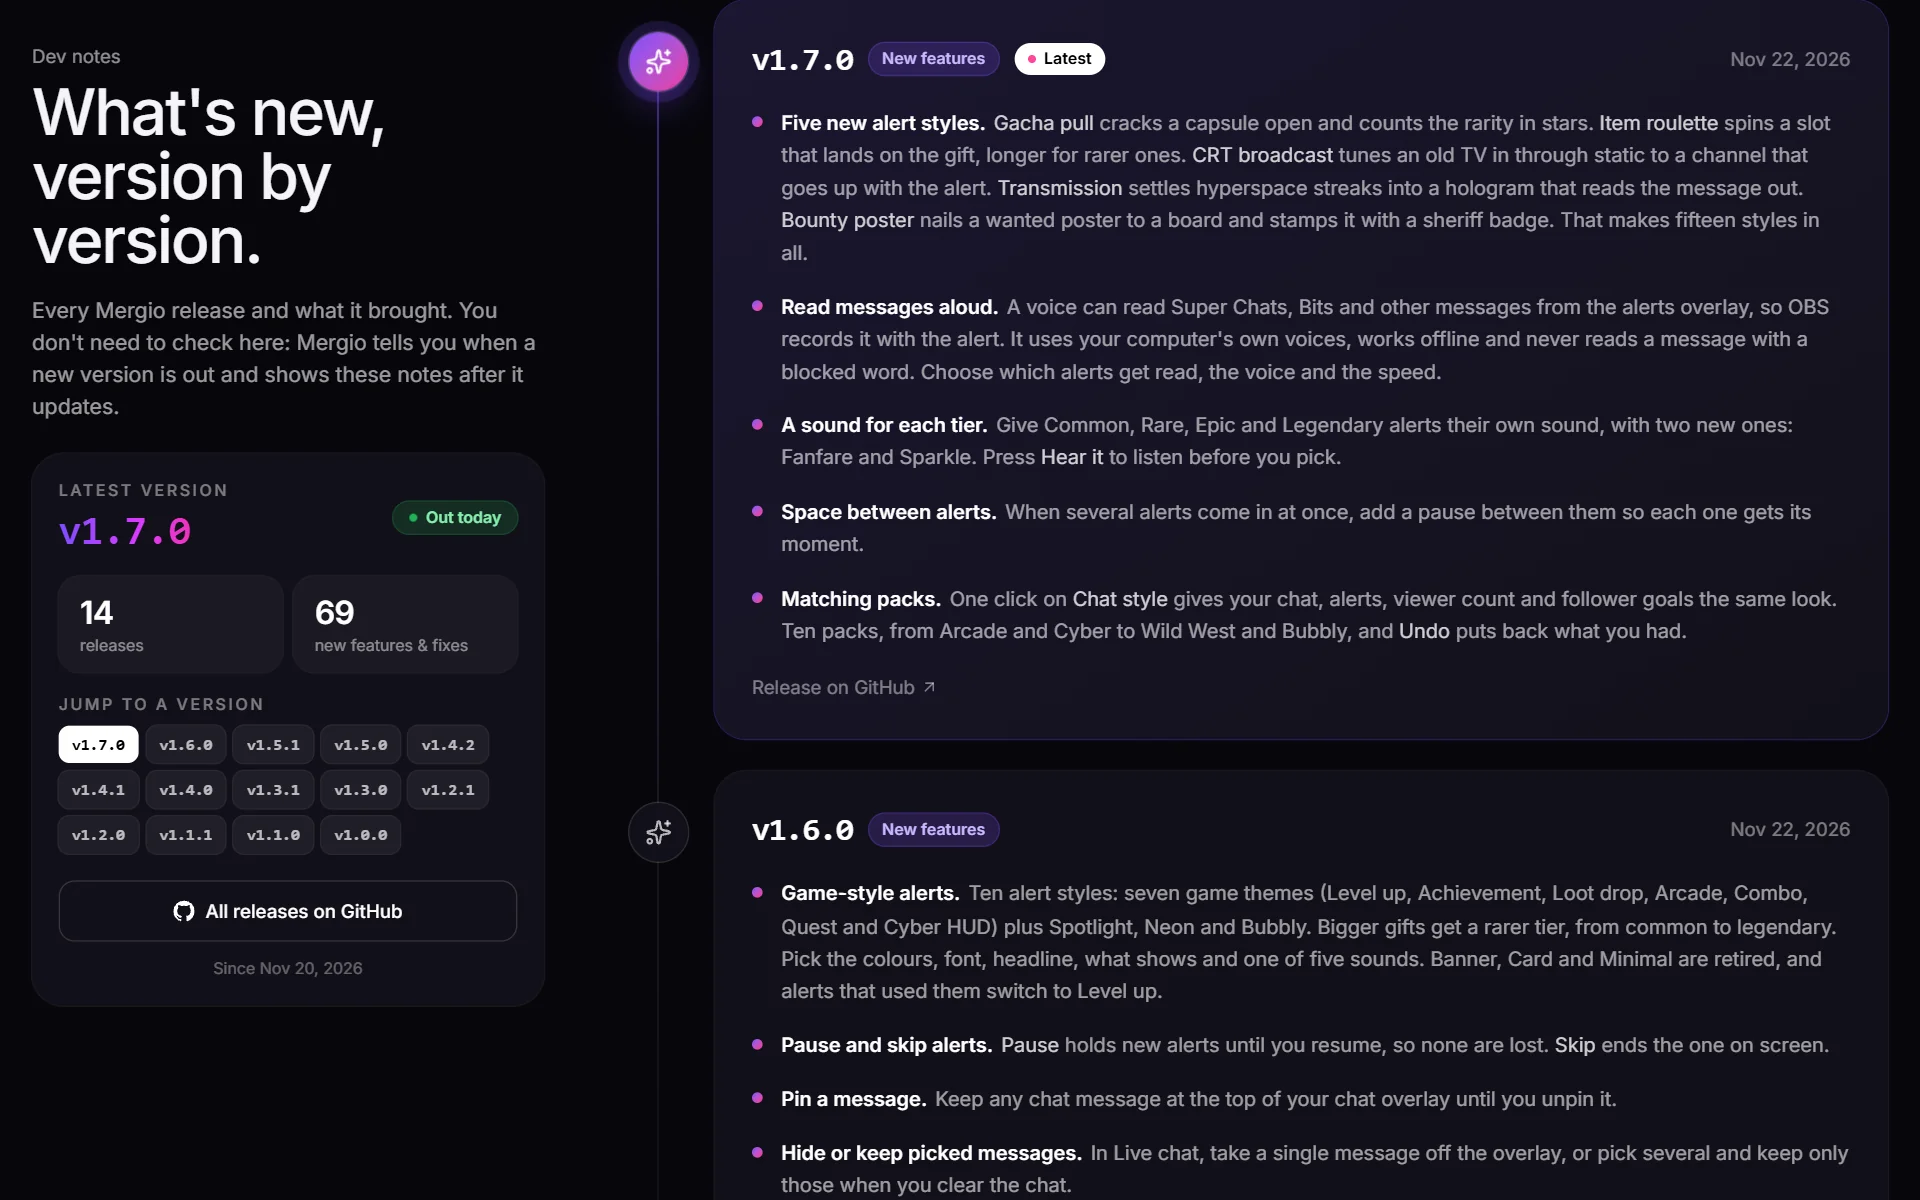 Dev notes
What's new,
version by
version.
Every Mergio release and what it brought. You
don't need to check here: Mergio tells you when a
new version is out and shows these notes after it
updates.
LATEST VERSION
v1.7.0
Out today
14
releases
69
new features & fixes
JUMP TO A VERSION
v1.7.0 v1.6.0 v1.5.1 v1.5.0 v1.4.2
v1.4.1 v1.4.0 v1.3.1 v1.3.0 v1.2.1
v1.2.0 v1.1.1 v1.1.0 v1.0.0
All releases on GitHub
Since Nov 20, 2026
v1.7.0 New features Latest Nov 22, 2026
Five new alert styles. Gacha pull cracks a capsule open and counts the rarity in stars. Item roulette spins a slot
that lands on the gift, longer for rarer ones. CRT broadcast tunes an old TV in through static to a channel that
goes up with the alert. Transmission settles hyperspace streaks into a hologram that reads the message out.
Bounty poster nails a wanted poster to a board and stamps it with a sheriff badge. That makes fifteen styles in
all.
Read messages aloud. A voice can read Super Chats, Bits and other messages from the alerts overlay, so OBS
records it with the alert. It uses your computer's own voices, works offline and never reads a message with a
blocked word. Choose which alerts get read, the voice and the speed.
A sound for each tier. Give Common, Rare, Epic and Legendary alerts their own sound, with two new ones:
Fanfare and Sparkle. Press Hear it to listen before you pick.
Space between alerts. When several alerts come in at once, add a pause between them so each one gets its
moment.
Matching packs. One click on Chat style gives your chat, alerts, viewer count and follower goals the same look.
Ten packs, from Arcade and Cyber to Wild West and Bubbly, and Undo puts back what you had.
Release on GitHub
v1.6.0 New features Nov 22, 2026
Game-style alerts. Ten alert styles: seven game themes (Level up, Achievement, Loot drop, Arcade, Combo,
Quest and Cyber HUD) plus Spotlight, Neon and Bubbly. Bigger gifts get a rarer tier, from common to legendary.
Pick the colours, font, headline, what shows and one of five sounds. Banner, Card and Minimal are retired, and
alerts that used them switch to Level up.
Pause and skip alerts. Pause holds new alerts until you resume, so none are lost. Skip ends the one on screen.
Pin a message. Keep any chat message at the top of your chat overlay until you unpin it.
Hide or keep picked messages. In Live chat, take a single message off the overlay, or pick several and keep only
those when you clear the chat.